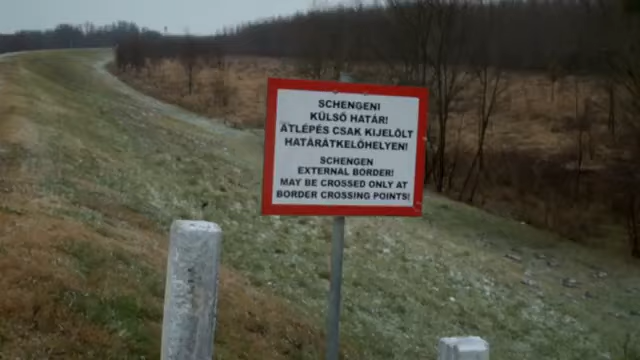 SCHENGENI
KÜLSŐ HATÁR!
ÁTLÉPÉS CSAK KIJELÖLT
HATÁRÁTKELŐHELYEN!
SCHENGEN
EXTERNAL BORDER!
MAY BE CROSSED ONLY AT
BORDER CROSSING POINTS!